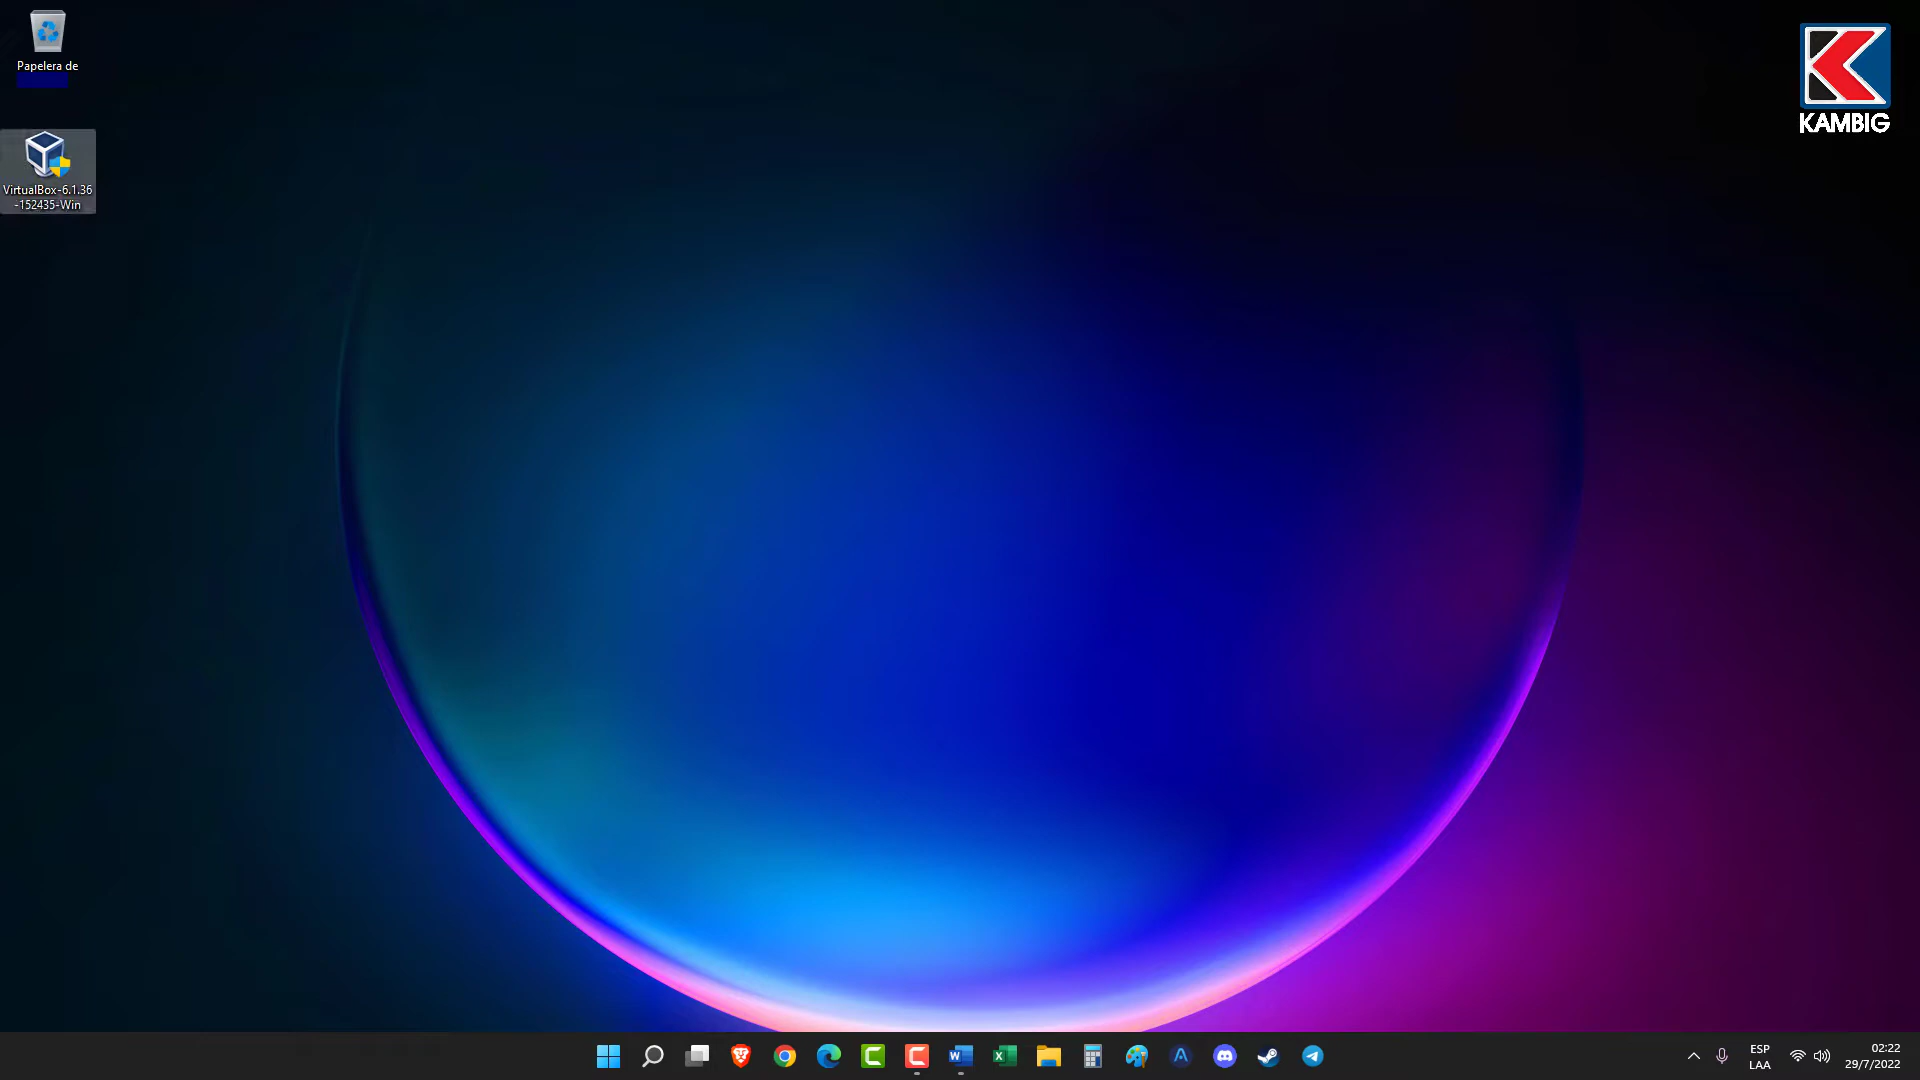 Papelera de
VirtualBox-6.1.36
-152435-Win
KAMBIG
ESP
LAA
02:22
29/7/2022